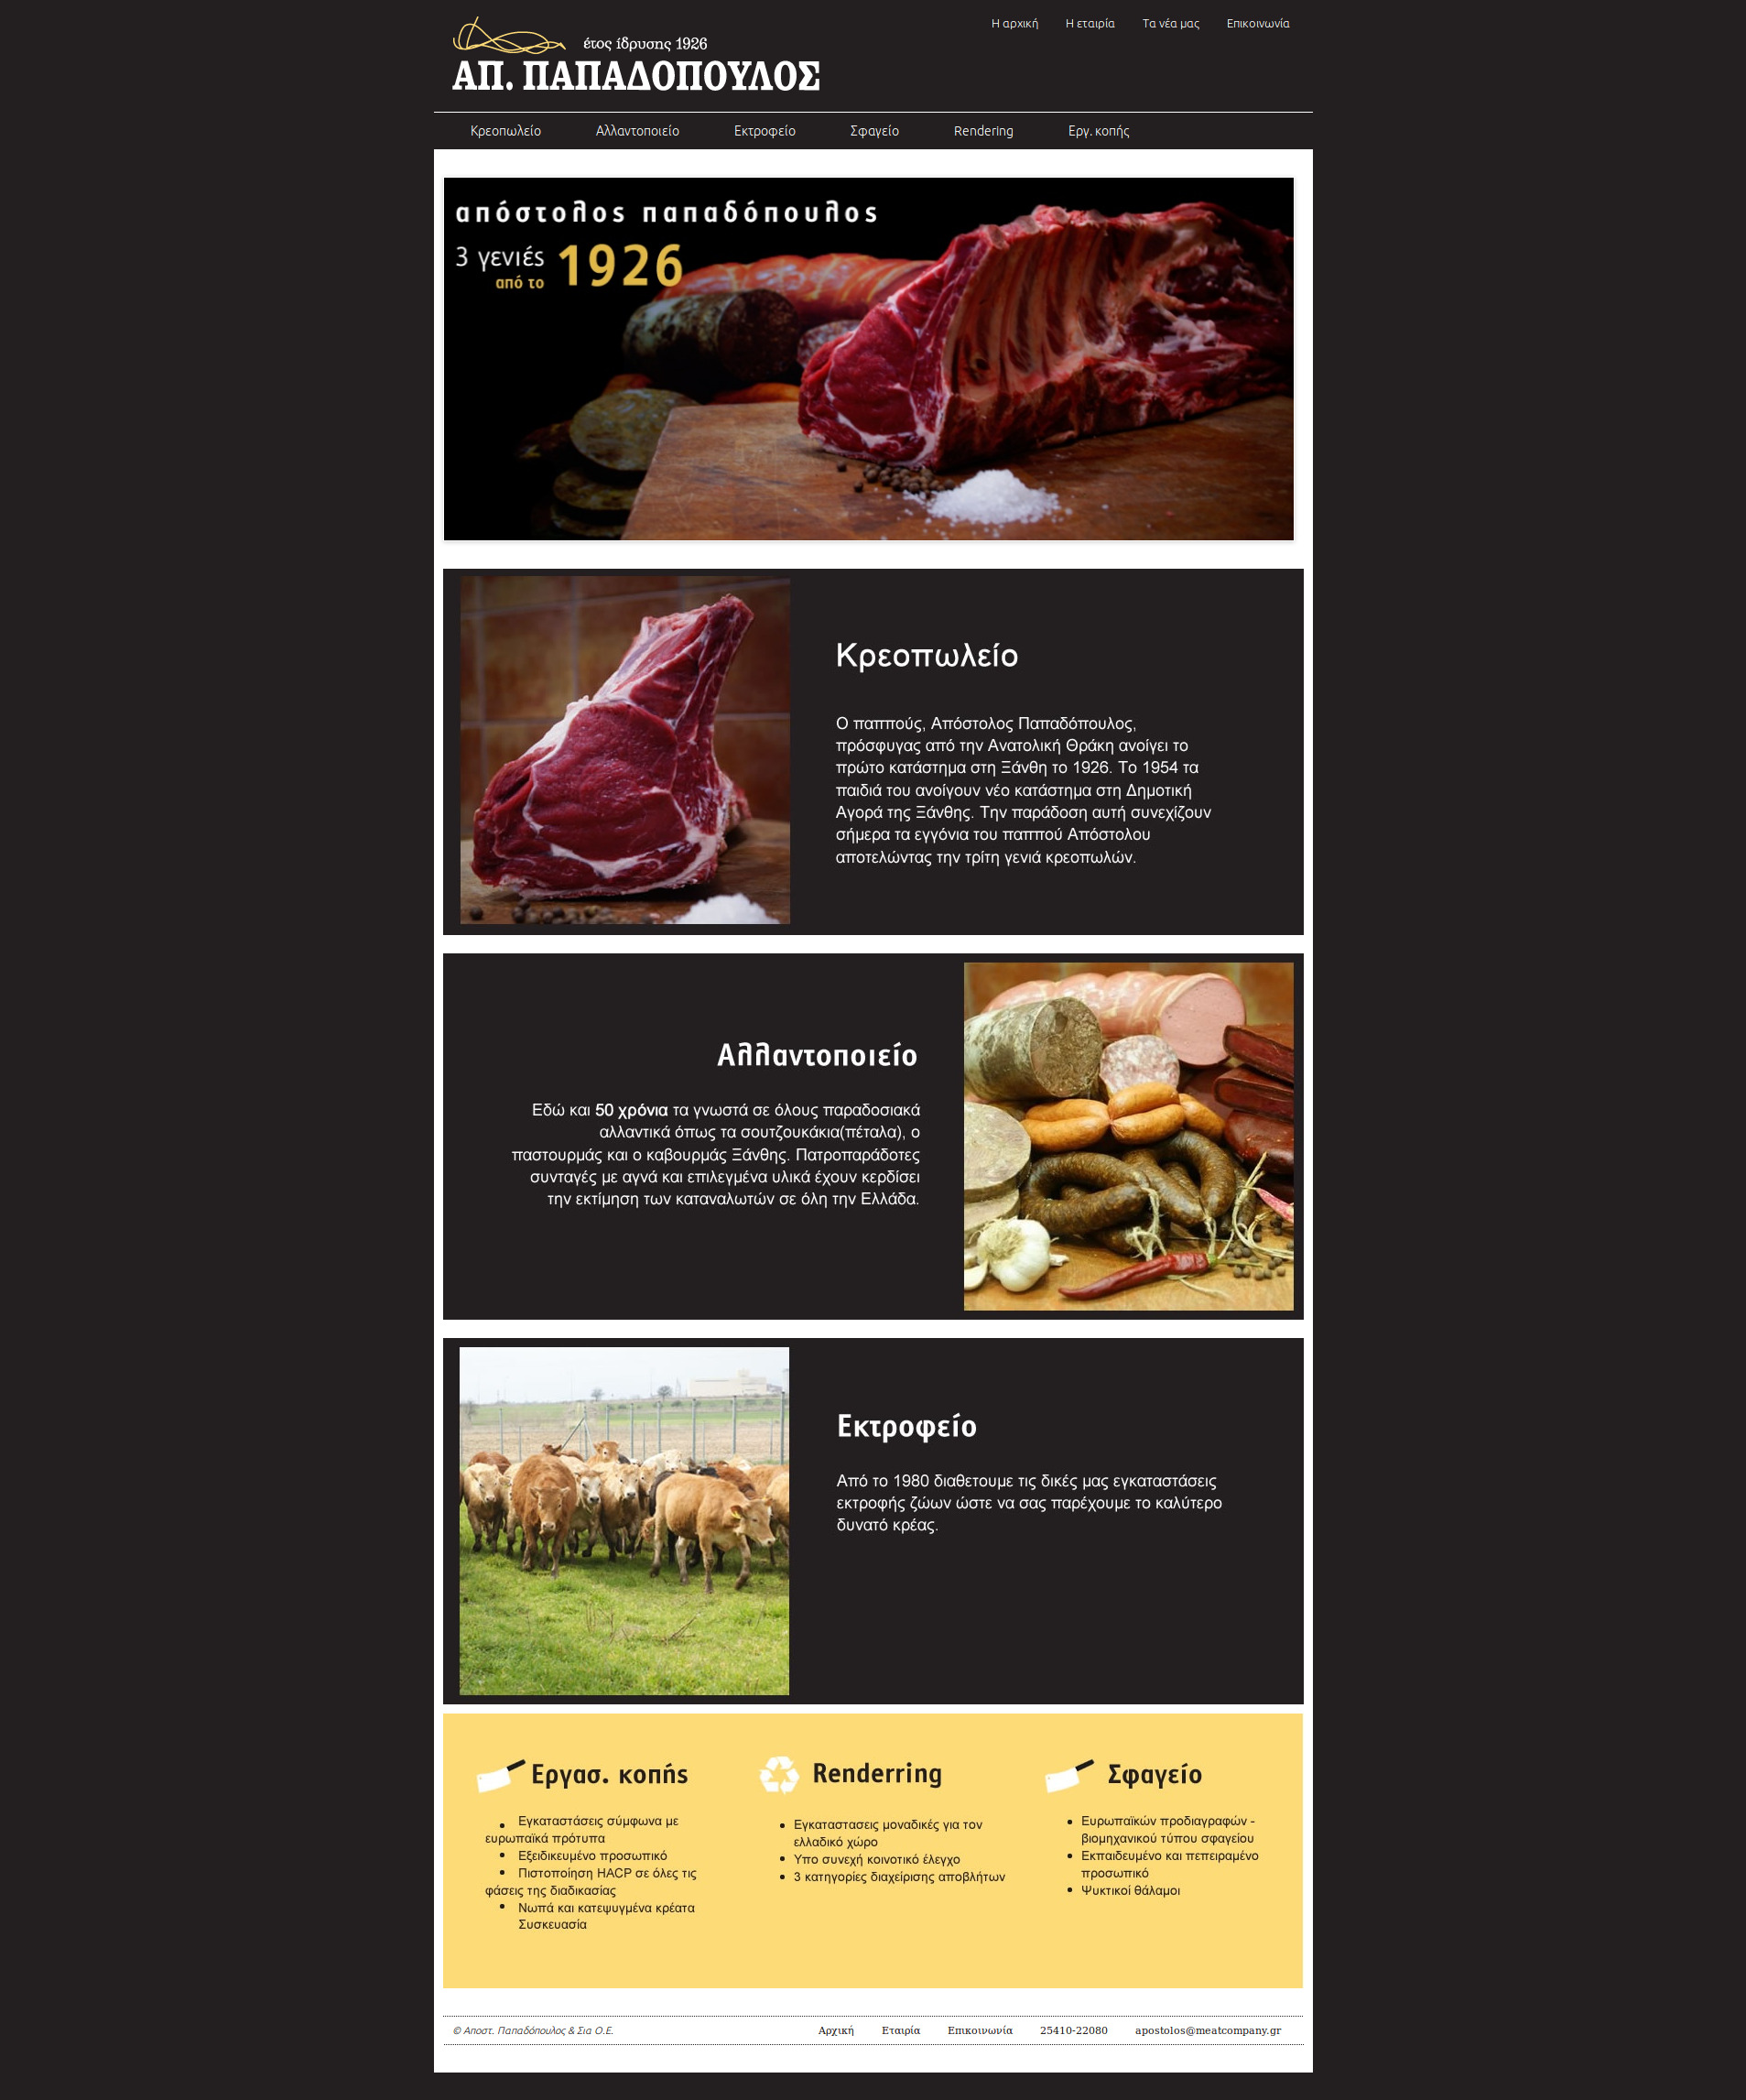 Η αρχική Η εταιρία Τα νέα μας Επικοινωνία
έτος ίδρυσης 1926
ΑΠ. ΠΑΠΑΔΟΠΟΥΛΟΣ
Κρεοπωλείο Αλλαντοποιείο Εκτροφείο Σφαγείο Rendering Εργ. κοπής
απόστολος παπαδόπουλος
3 γενιές
από το 1926
Κρεοπωλείο
Ο παππούς, Απόστολος Παπαδόπουλος,
πρόσφυγας από την Ανατολική Θράκη ανοίγει το
πρώτο κατάστημα στη Ξάνθη το 1926. Το 1954 τα
παιδιά του ανοίγουν νέο κατάστημα στη Δημοτική
Αγορά της Ξάνθης. Την παράδοση αυτή συνεχίζουν
σήμερα τα εγγόνια του παππού Απόστολου
αποτελώντας την τρίτη γενιά κρεοπωλών.
Αλλαντοποιείο
Εδώ και 50 χρόνια τα γνωστά σε όλους παραδοσιακά
αλλαντικά όπως τα σουτζουκάκια(πέταλα), ο
παστουρμάς και ο καβουρμάς Ξάνθης. Πατροπαράδοτες
συνταγές με αγνά και επιλεγμένα υλικά έχουν κερδίσει
την εκτίμηση των καταναλωτών σε όλη την Ελλάδα.
Εκτροφείο
Από το 1980 διαθετουμε τις δικές μας εγκαταστάσεις
εκτροφής ζώων ώστε να σας παρέχουμε το καλύτερο
δυνατό κρέας.
Εργασ. κοπής
• Εγκαταστάσεις σύμφωνα με
ευρωπαϊκά πρότυπα
• Εξειδικευμένο προσωπικό
• Πιστοποίηση HACP σε όλες τις
φάσεις της διαδικασίας
• Νωπά και κατεψυγμένα κρέατα
Συσκευασία
Renderring
• Εγκαταστασεις μοναδικές για τον
ελλαδικό χώρο
• Υπο συνεχή κοινοτικό έλεγχο
• 3 κατηγορίες διαχείρισης αποβλήτων
Σφαγείο
• Ευρωπαϊκών προδιαγραφών -
βιομηχανικού τύπου σφαγείου
• Εκπαιδευμένο και πεπειραμένο
προσωπικό
• Ψυκτικοί θάλαμοι
© Αποστ. Παπαδόπουλος & Σια Ο.Ε. Αρχική Εταιρία Επικοινωνία 25410-22080 apostolos@meatcompany.gr